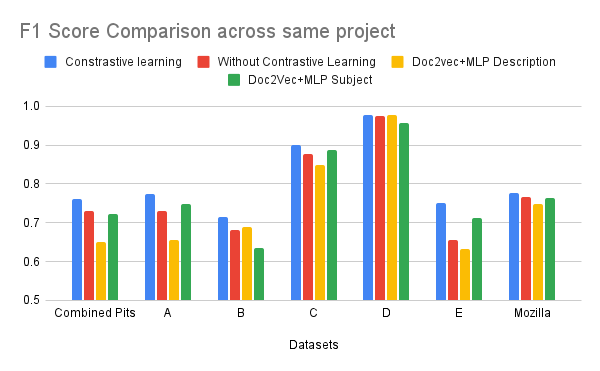 F1 Score Comparison across same project
Constrastive learning Without Contrastive Learning Doc2vec+MLP Description
Doc2Vec+MLP Subject
1.0
0.9
0.8
0.7
0.6
0.5
Combined Pits A B C D E Mozilla
Datasets